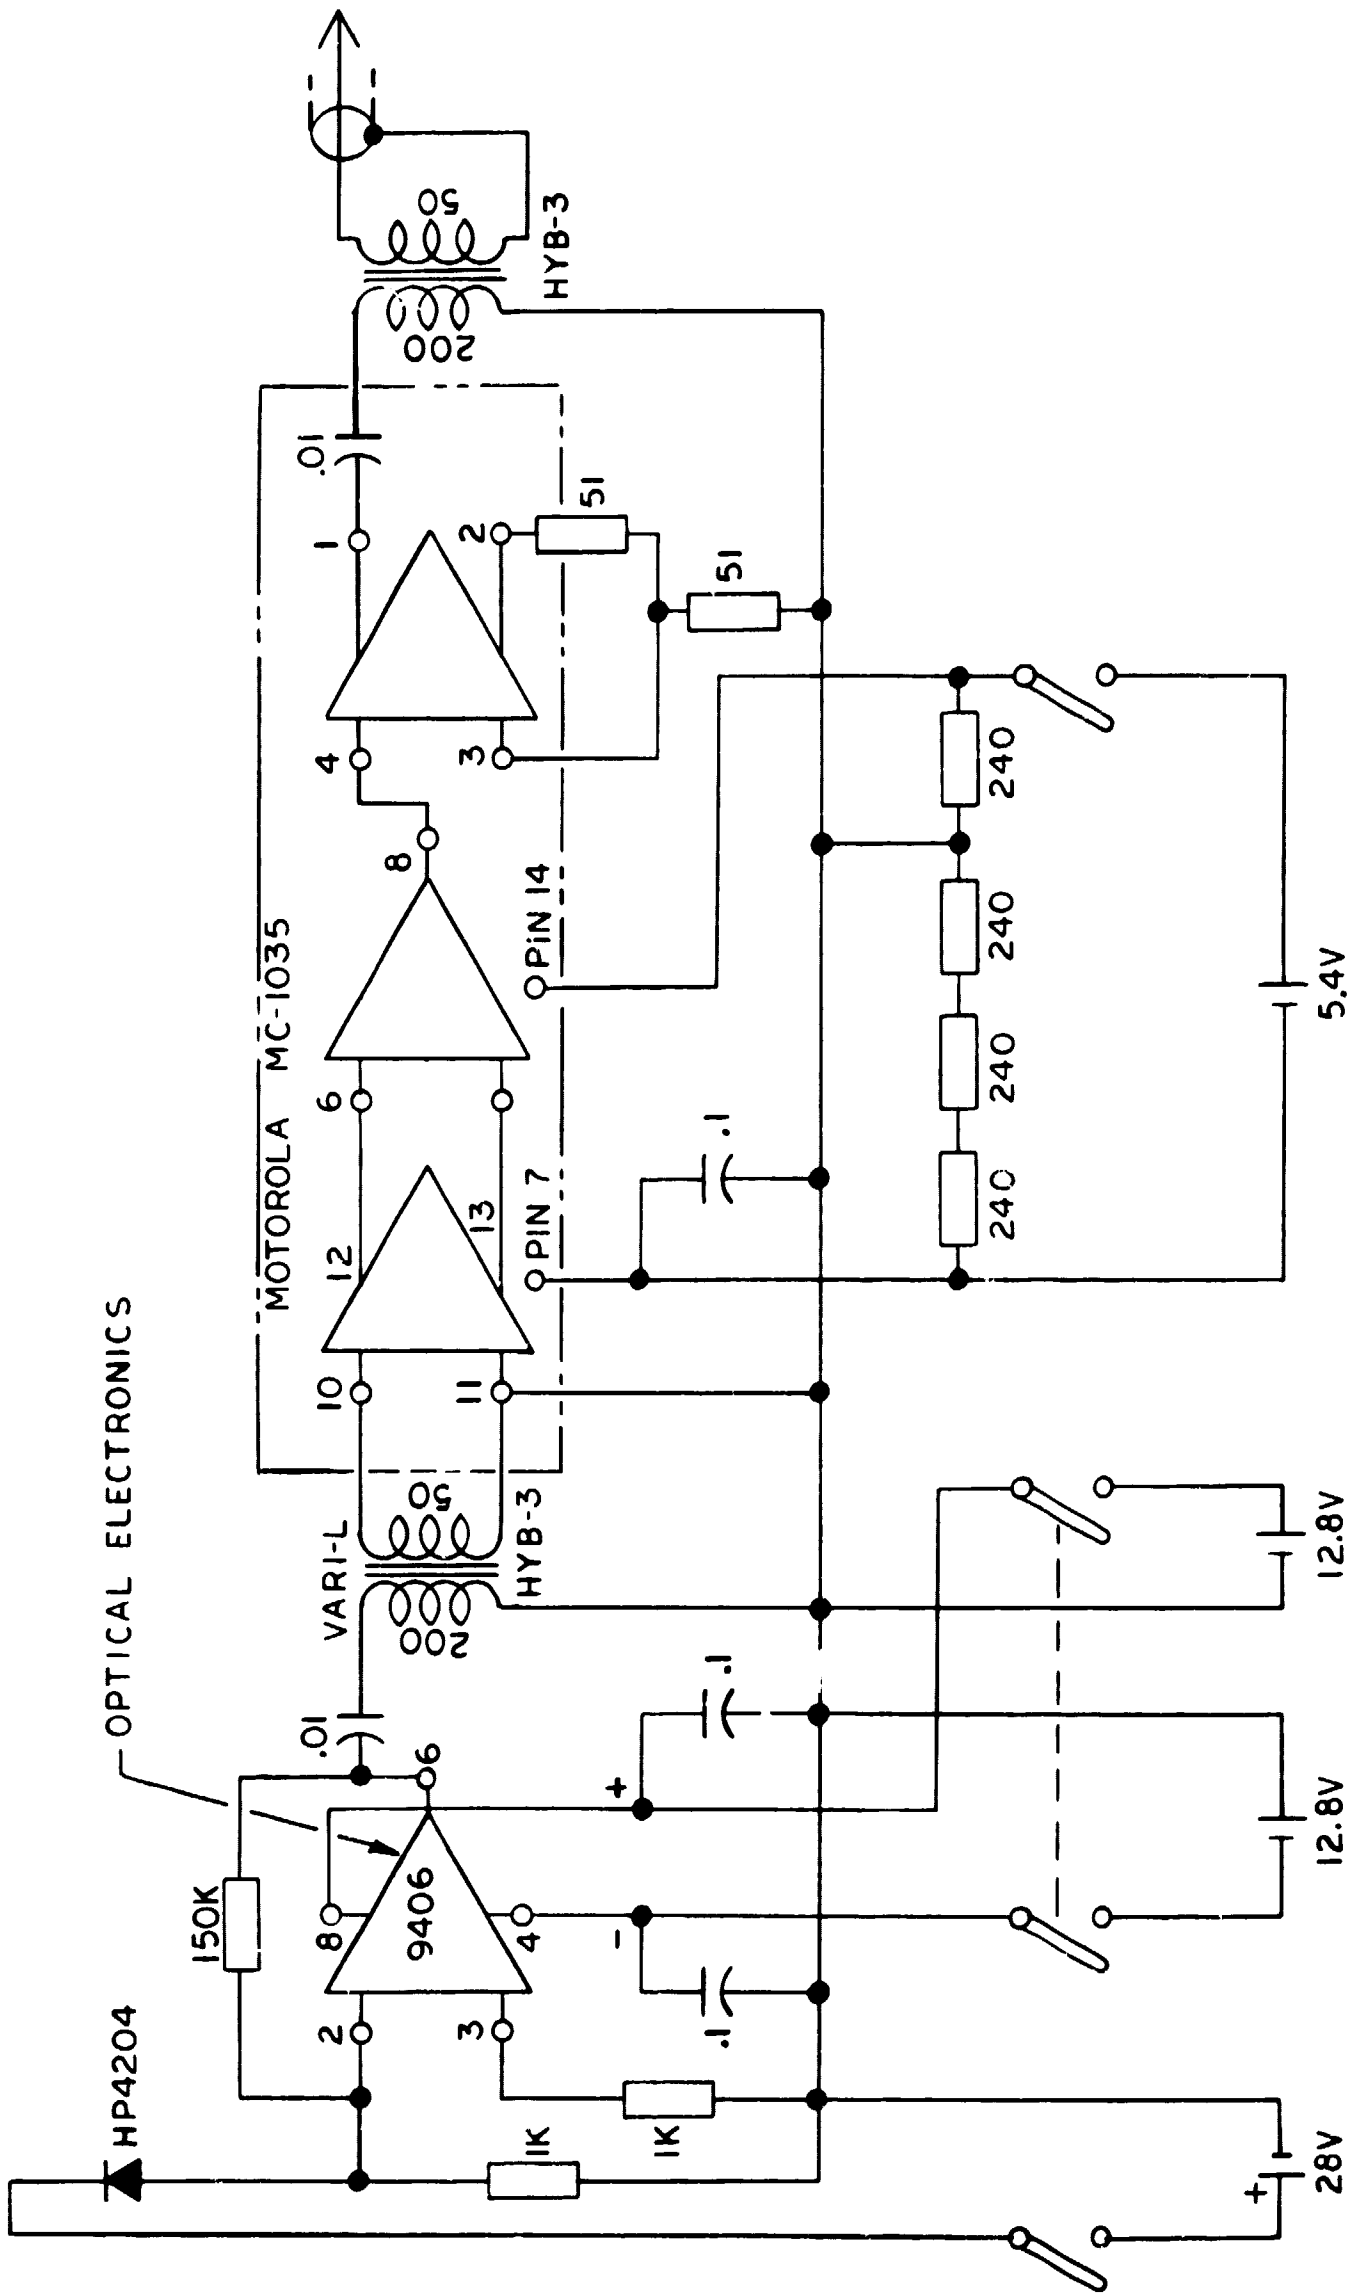 HP4204
OPTICAL ELECTRONICS
150K
MOTOROLA MC-1035
2
8
9406
6
.01
VARI-L
200
50
HYB-3
10
12
6
8
4
1
.01
3
4
11
13
3
2
200
50
HYB-3
PIN 7
PIN 14
1K
1K
-
+
51
51
.1
.1
.1
240
240
240
240
+
28V
12.8V
12.8V
5.4V